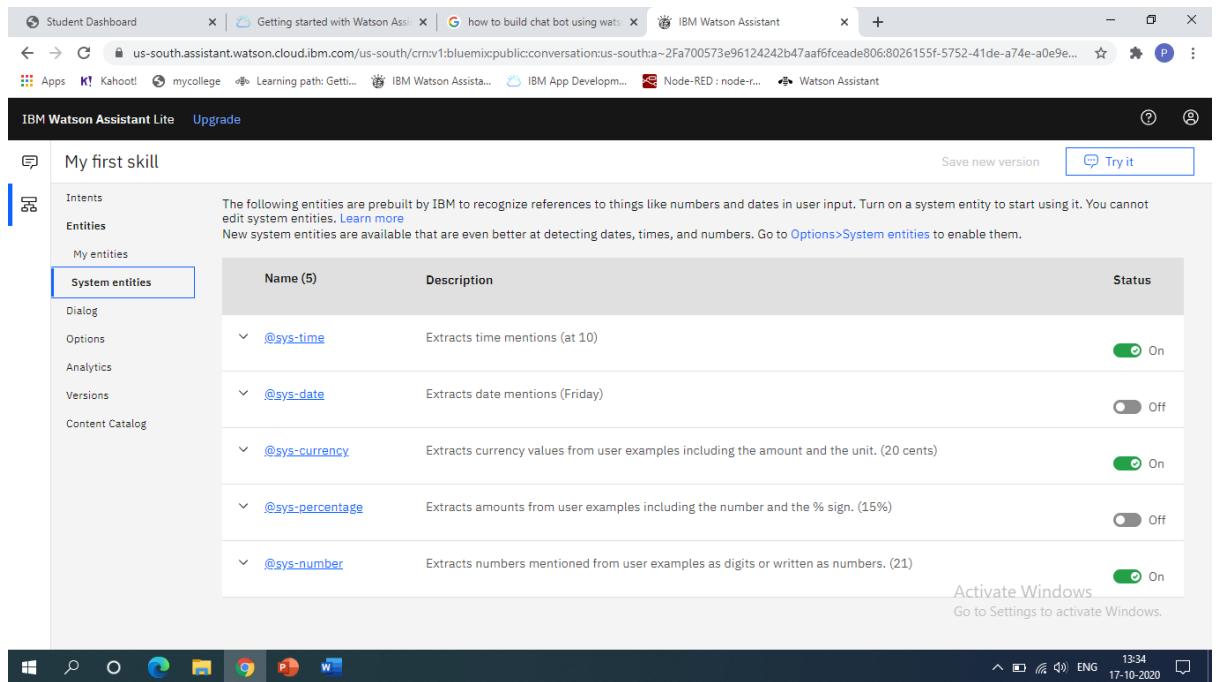 Student Dashboard
Getting started with Watson Assi
how to build chat bot using wats
IBM Watson Assistant
us-south.assistant.watson.cloud.ibm.com/us-south/crn:v1:bluemix:public:conversation:us-south:a~2Fa700573e96124242b47aaf6fceade806:8026155f-5752-41de-a74e-a0e9e...
P
Apps
K! Kahoot!
mycollege
Learning path: Getti...
IBM Watson Assista...
IBM App Developm...
Node-RED : node-r...
Watson Assistant
IBM Watson Assistant Lite Upgrade
My first skill
Save new version
Try it
Intents
Entities
My entities
System entities
Dialog
Options
Analytics
Versions
Content Catalog
The following entities are prebuilt by IBM to recognize references to things like numbers and dates in user input. Turn on a system entity to start using it. You cannot
edit system entities. Learn more
New system entities are available that are even better at detecting dates, times, and numbers. Go to Options>System entities to enable them.
Name (5) Description Status
@sys-time Extracts time mentions (at 10) On
@sys-date Extracts date mentions (Friday) Off
@sys-currency Extracts currency values from user examples including the amount and the unit. (20 cents) On
@sys-percentage Extracts amounts from user examples including the number and the % sign. (15%) Off
@sys-number Extracts numbers mentioned from user examples as digits or written as numbers. (21) On
Activate Windows
Go to Settings to activate Windows.
ENG
13:34
17-10-2020